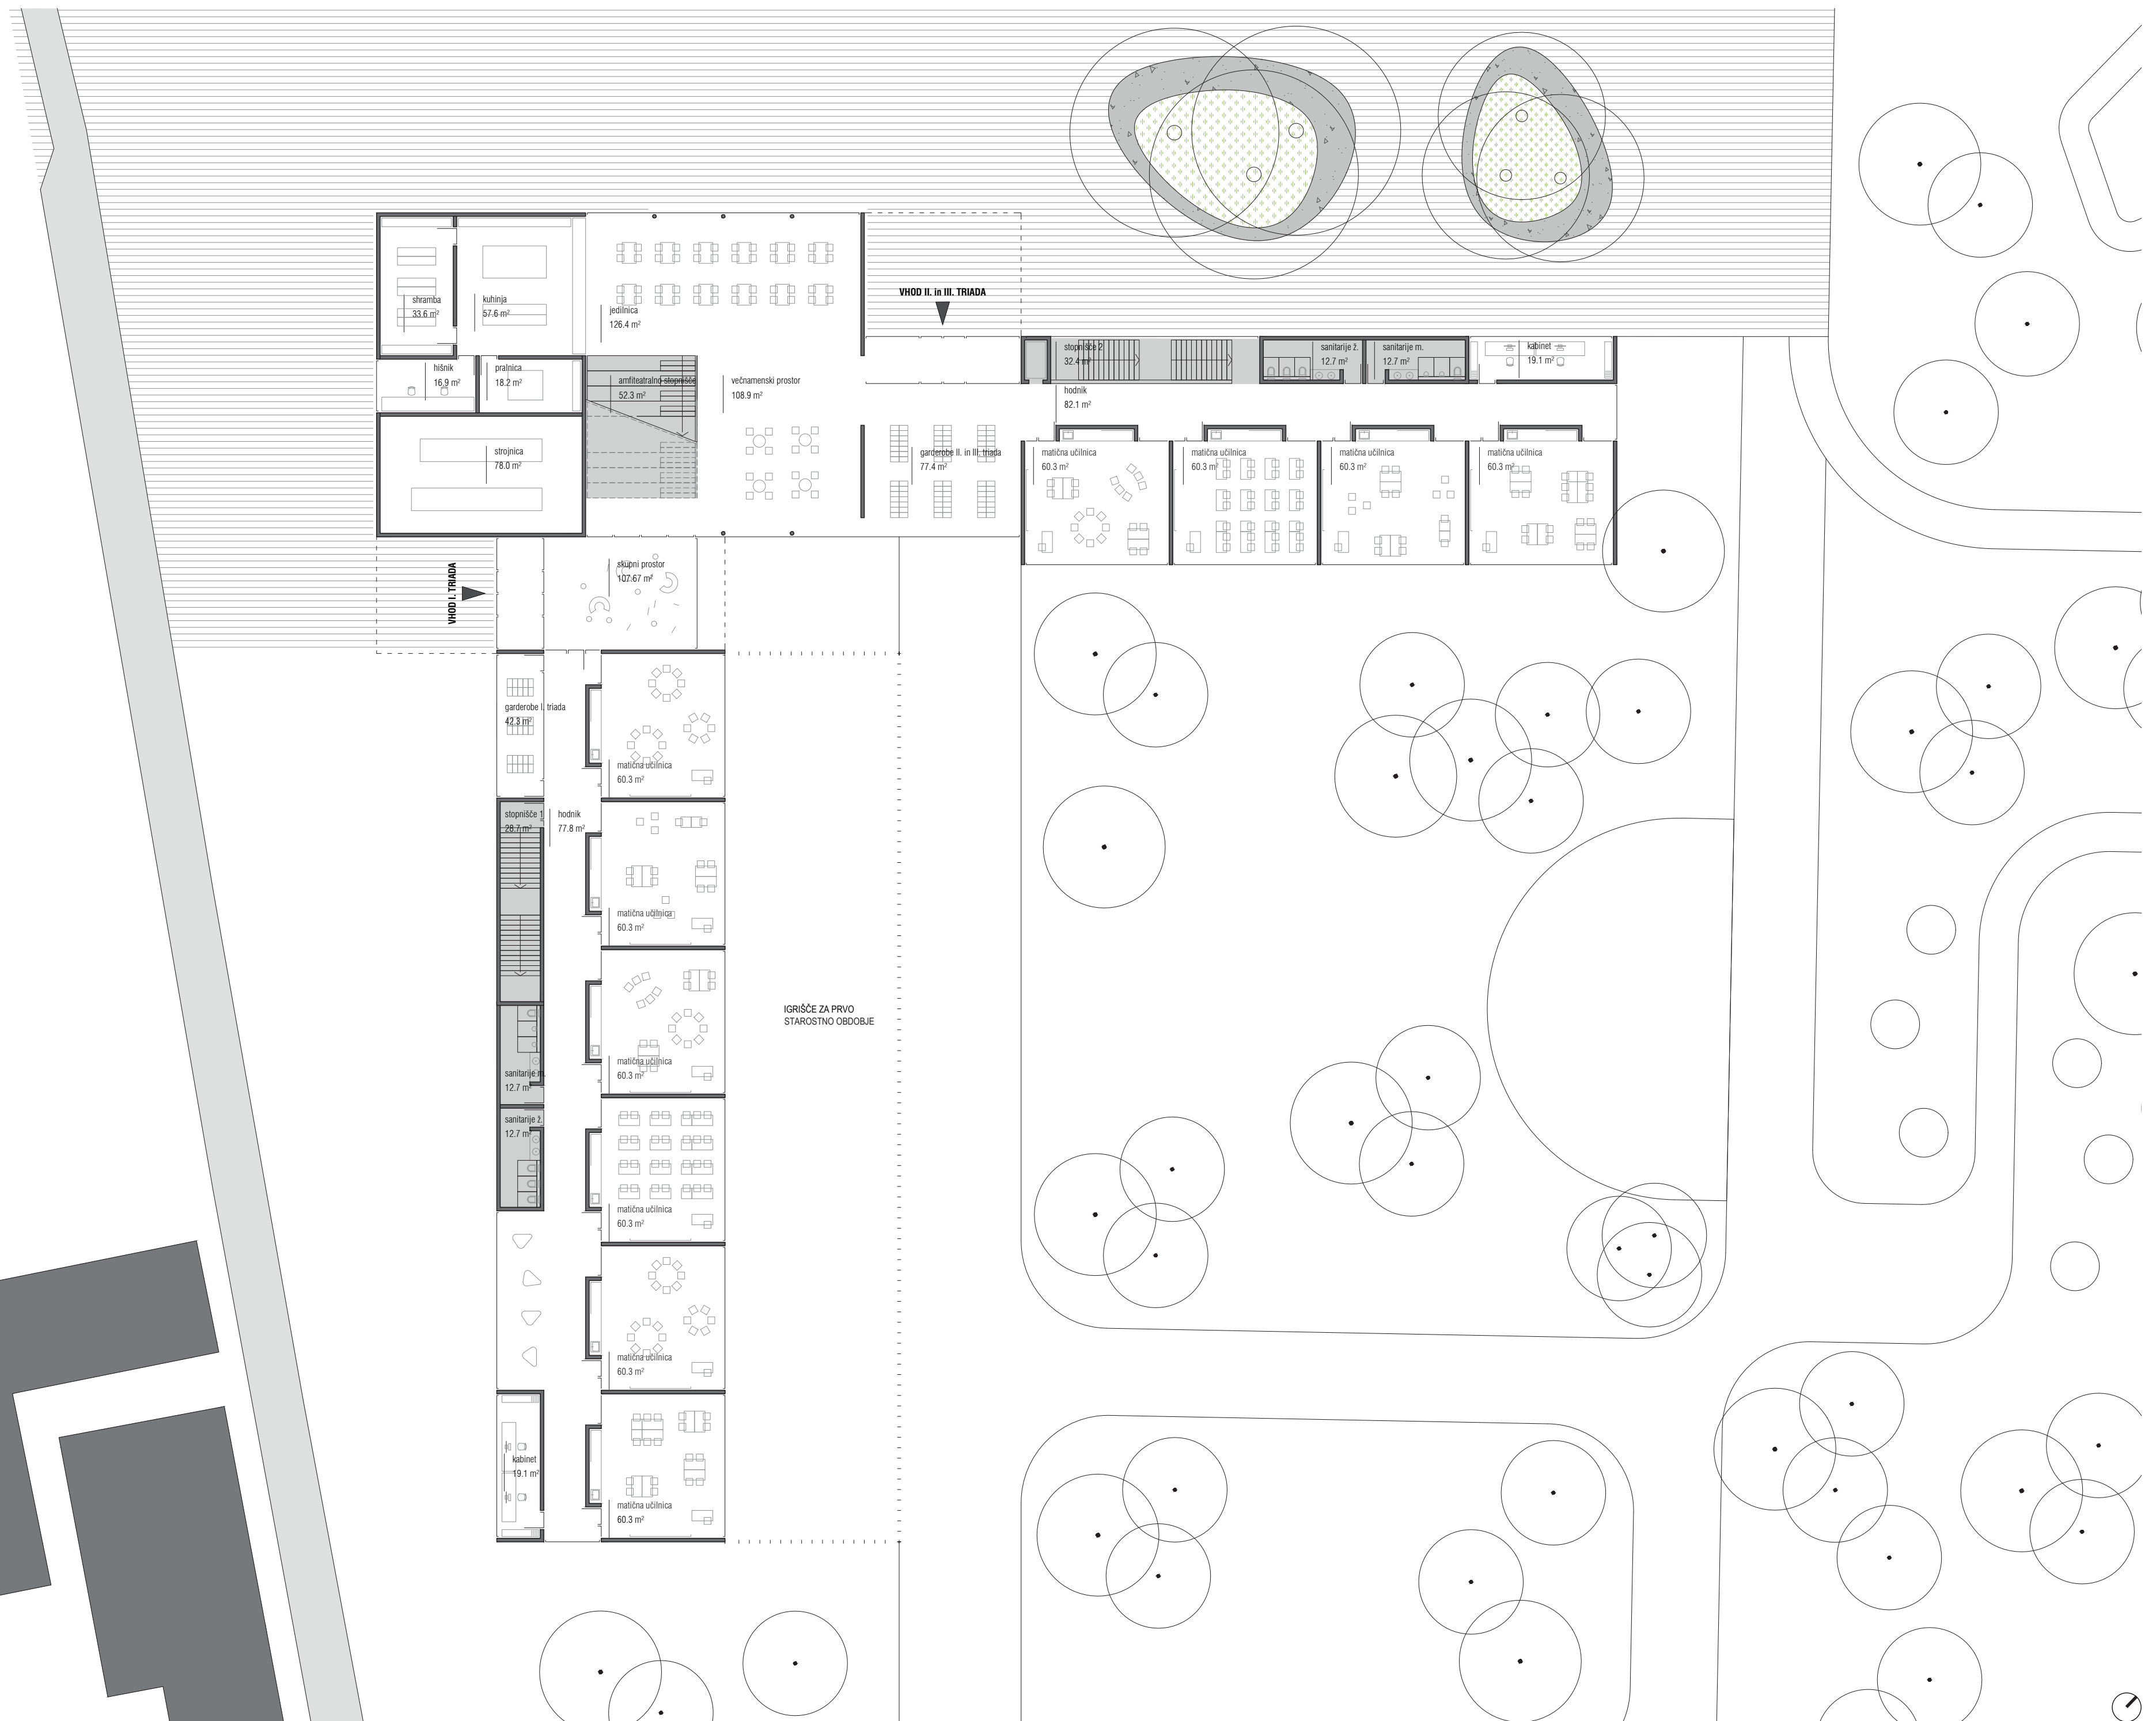 VHOD II. in III. TRIADA
shramba
33.6 m²
kuhinja
57.6 m²
jedilnica
126.4 m²
hišnik
16.9 m²
pralnica
18.2 m²
amfiteatralno stopnišče
52.3 m²
večnamenski prostor
108.9 m²
strojnica
78.0 m²
garderobe II. in III. triada
77.4 m²
stopnišče 2
32.4 m²
sanitarije ž.
12.7 m²
sanitarije m.
12.7 m²
kabinet
19.1 m²
hodnik
82.1 m²
matična učilnica
60.3 m²
matična učilnica
60.3 m²
matična učilnica
60.3 m²
matična učilnica
60.3 m²
VHOD I. TRIADA
skupni prostor
107.67 m²
garderobe I. triada
42.3 m²
matična učilnica
60.3 m²
stopnišče 1
28.7 m²
hodnik
77.8 m²
matična učilnica
60.3 m²
IGRIŠČE ZA PRVO
STAROSTNO OBDOBJE
sanitarije m.
12.7 m²
matična učilnica
60.3 m²
sanitarije ž.
12.7 m²
matična učilnica
60.3 m²
matična učilnica
60.3 m²
kabinet
19.1 m²
matična učilnica
60.3 m²